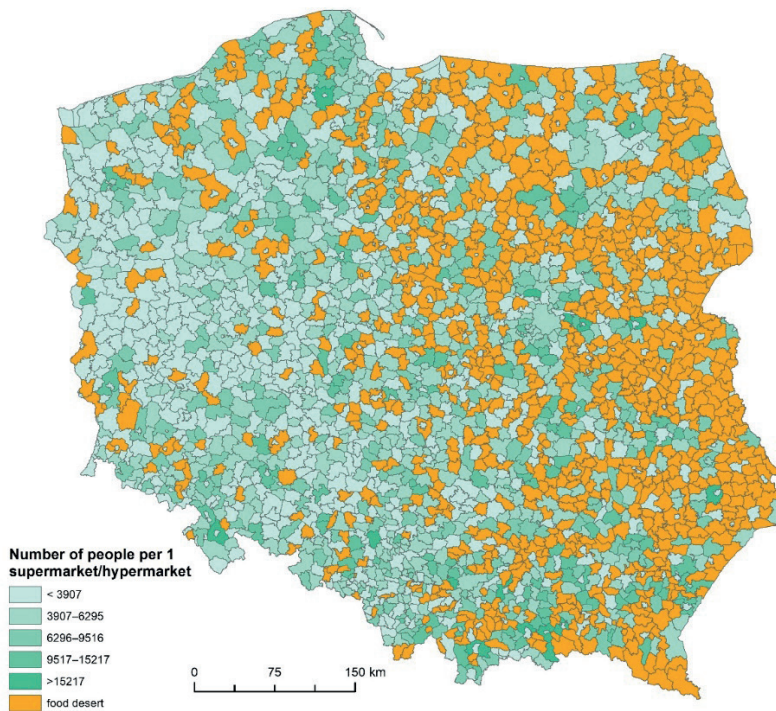 Number of people per 1
supermarket/hypermarket
< 3907
3907–6295
6296–9516
9517–15217
>15217
food desert
0 75 150 km